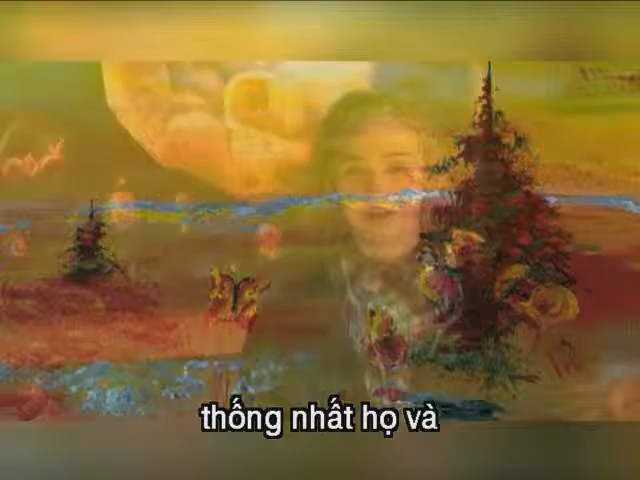 thống nhất họ và